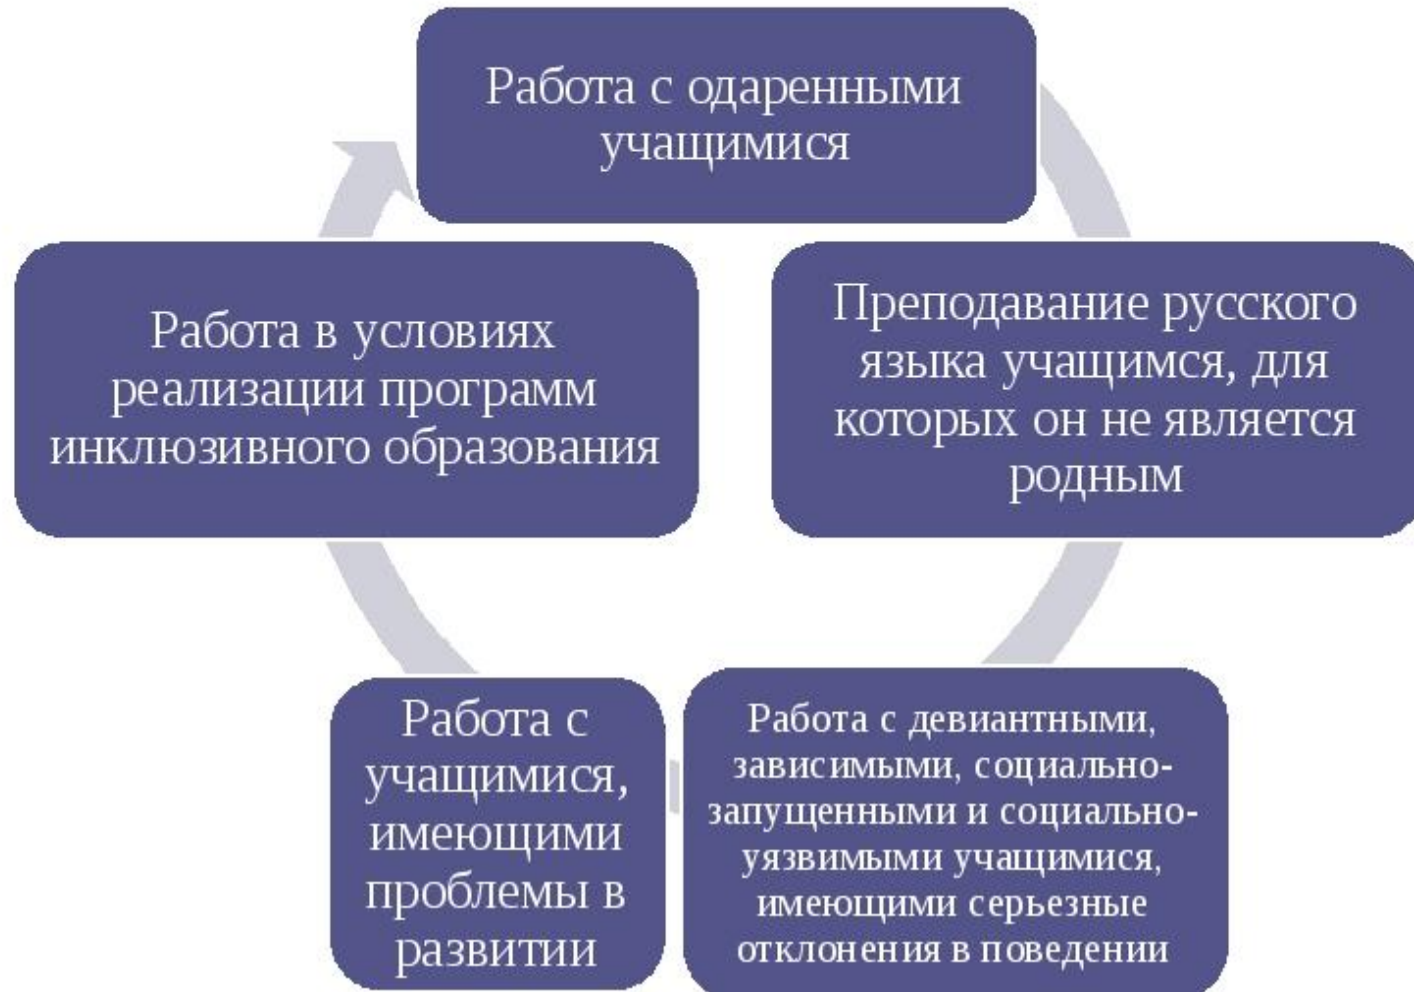 Работа с одаренными
учащимися
Работа в условиях
реализации программ
инклюзивного образования
Преподавание русского
языка учащимся, для
которых он не является
родным
Работа с
учащимися,
имеющими
проблемы в
развитии
Работа с девиантными,
зависимыми, социально-
запущенными и социально-
уязвимыми учащимися,
имеющими серьезные
отклонения в поведении